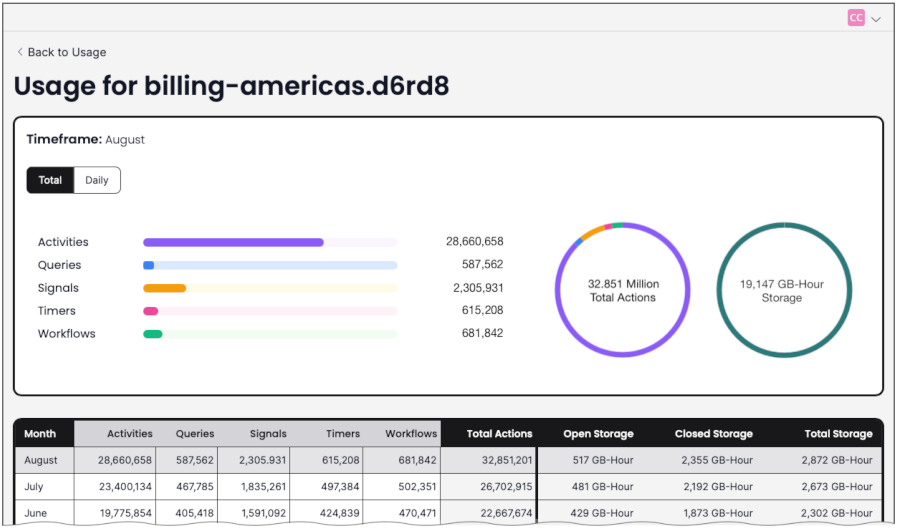 CC
Back to Usage
Usage for billing-americas.d6rd8
Timeframe: August
Total Daily
Activities 28,660,658
Queries 587,562
Signals 2,305,931
Timers 615,208
Workflows 681,842
32.851 Million
Total Actions
19,147 GB-Hour
Storage
Month Activities Queries Signals Timers Workflows Total Actions Open Storage Closed Storage Total Storage
August 28,660,658 587,562 2,305.931 615,208 681,842 32,851,201 517 GB-Hour 2,355 GB-Hour 2,872 GB-Hour
July 23,400,134 467,785 1,835,261 497,384 502,351 26,702,915 481 GB-Hour 2,192 GB-Hour 2,673 GB-Hour
June 19,775,854 405,418 1,591,092 424,839 470,471 22,667,674 429 GB-Hour 1,873 GB-Hour 2,302 GB-Hour